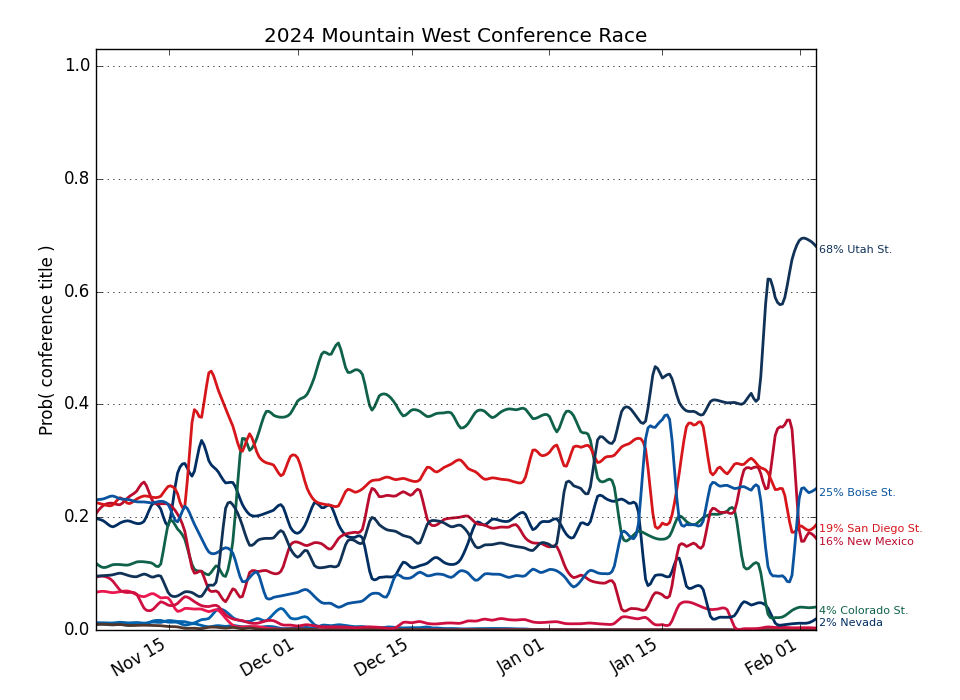 2024 Mountain West Conference Race
Prob( conference title )
1.0
0.8
0.6
0.4
0.2
0.0
68% Utah St.
25% Boise St.
19% San Diego St.
16% New Mexico
4% Colorado St.
2% Nevada
Nov 15
Dec 01
Dec 15
Jan 01
Jan 15
Feb 01